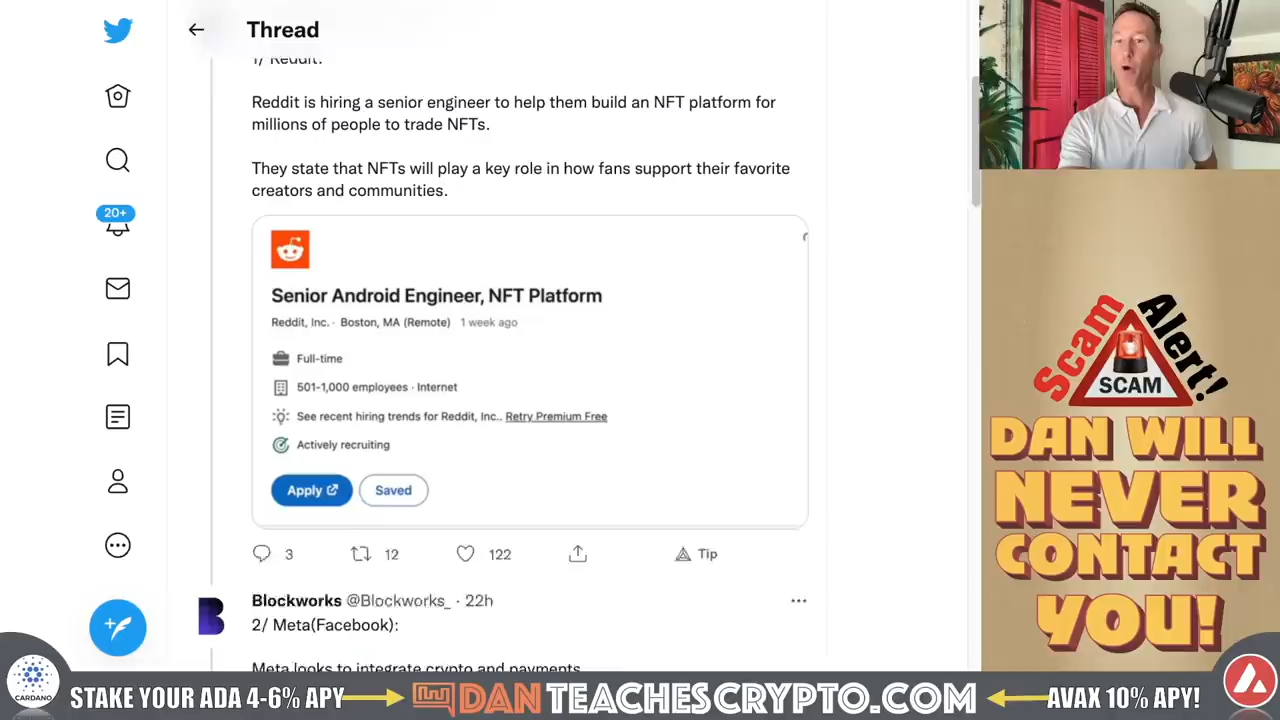 Thread
1/ Reddit:
Reddit is hiring a senior engineer to help them build an NFT platform for
millions of people to trade NFTs.
They state that NFTs will play a key role in how fans support their favorite
creators and communities.
20+
Senior Android Engineer, NFT Platform
Reddit, Inc. · Boston, MA (Remote) 1 week ago
Full-time
501-1,000 employees · Internet
See recent hiring trends for Reddit, Inc.. Retry Premium Free
Actively recruiting
Apply Saved
3 12 122 Tip
Blockworks @Blockworks_ · 22h
2/ Meta(Facebook):
Meta looks to integrate crypto and payments
Scam Alert!
SCAM
DAN WILL
NEVER
CONTACT
YOU!
CARDANO
STAKE YOUR ADA 4-6% APY DANTEACHESCRYPTO.COM AVAX 10% APY!